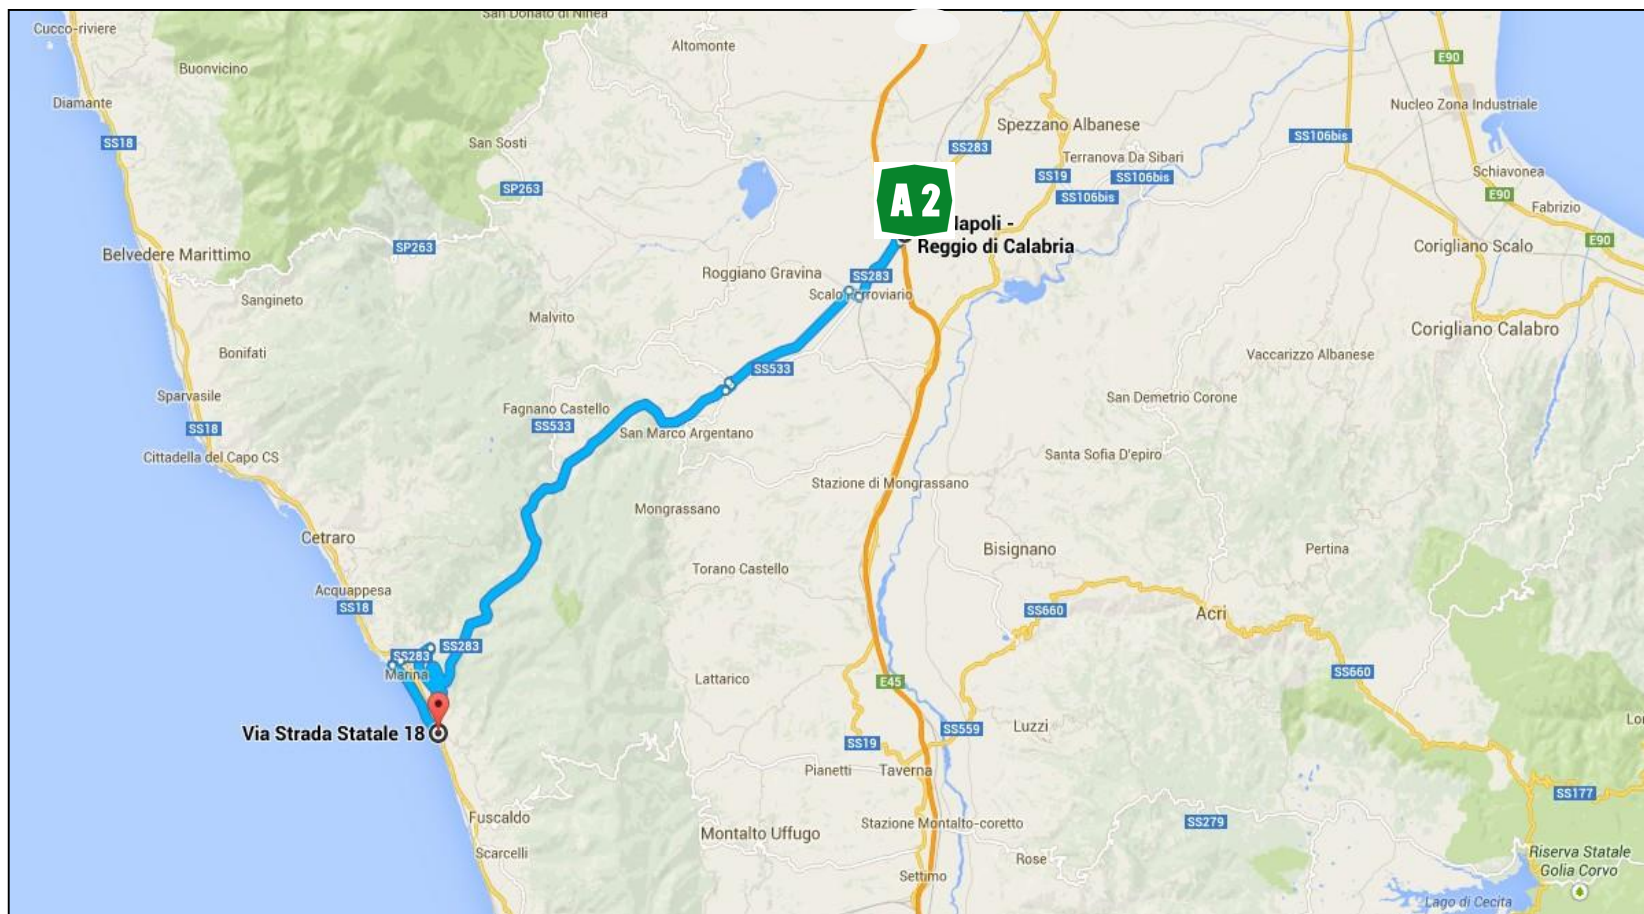 San Donato di Ninea
Cucco-riviere
Altomonte
E90
Buonvicino
Diamante
Nucleo Zona Industriale
Spezzano Albanese
SS106bis
SS18
San Sosti
SS283
Terranova Da Sibari
Schiavonea
SS19
SS106bis
SP263
SS106bis
E90
A2
Fabrizio
Napoli -
Reggio di Calabria
SP263
E90
Corigliano Scalo
Belvedere Marittimo
Roggiano Gravina
SS283
Scalo Ferroviario
Sangineto
Malvito
Corigliano Calabro
Bonifati
Vaccarizzo Albanese
SS533
Sparvasile
San Demetrio Corone
Fagnano Castello
SS18
SS533
San Marco Argentano
Cittadella del Capo CS
Santa Sofia D'epiro
Stazione di Mongrassano
Mongrassano
Cetraro
Bisignano
Pertina
Torano Castello
Acquappesa
SS18
SS660
Acri
SS283
SS283
Marina
SS660
Lattarico
E45
Via Strada Statale 18
SS559
Luzzi
SS19
Pianetti
Taverna
SS177
Fuscaldo
Stazione Montalto-coretto
SS279
Montalto Uffugo
Scarcelli
Rose
Riserva Statale
Golia Corvo
Settimo
Lago di Cecita